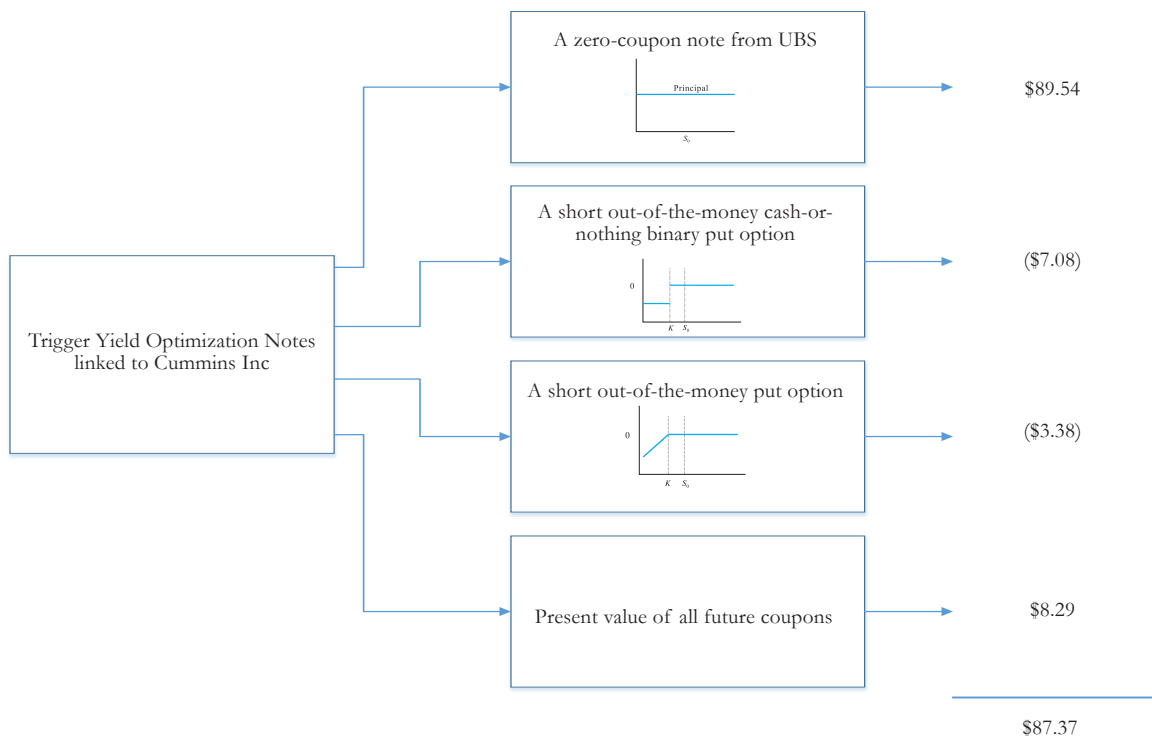 A zero-coupon note from UBS
Principal
S₀
$89.54
A short out-of-the-money cash-or-
nothing binary put option
0
K S₀
($7.08)
Trigger Yield Optimization Notes
linked to Cummins Inc
A short out-of-the-money put option
0
K S₀
($3.38)
Present value of all future coupons
$8.29
$87.37